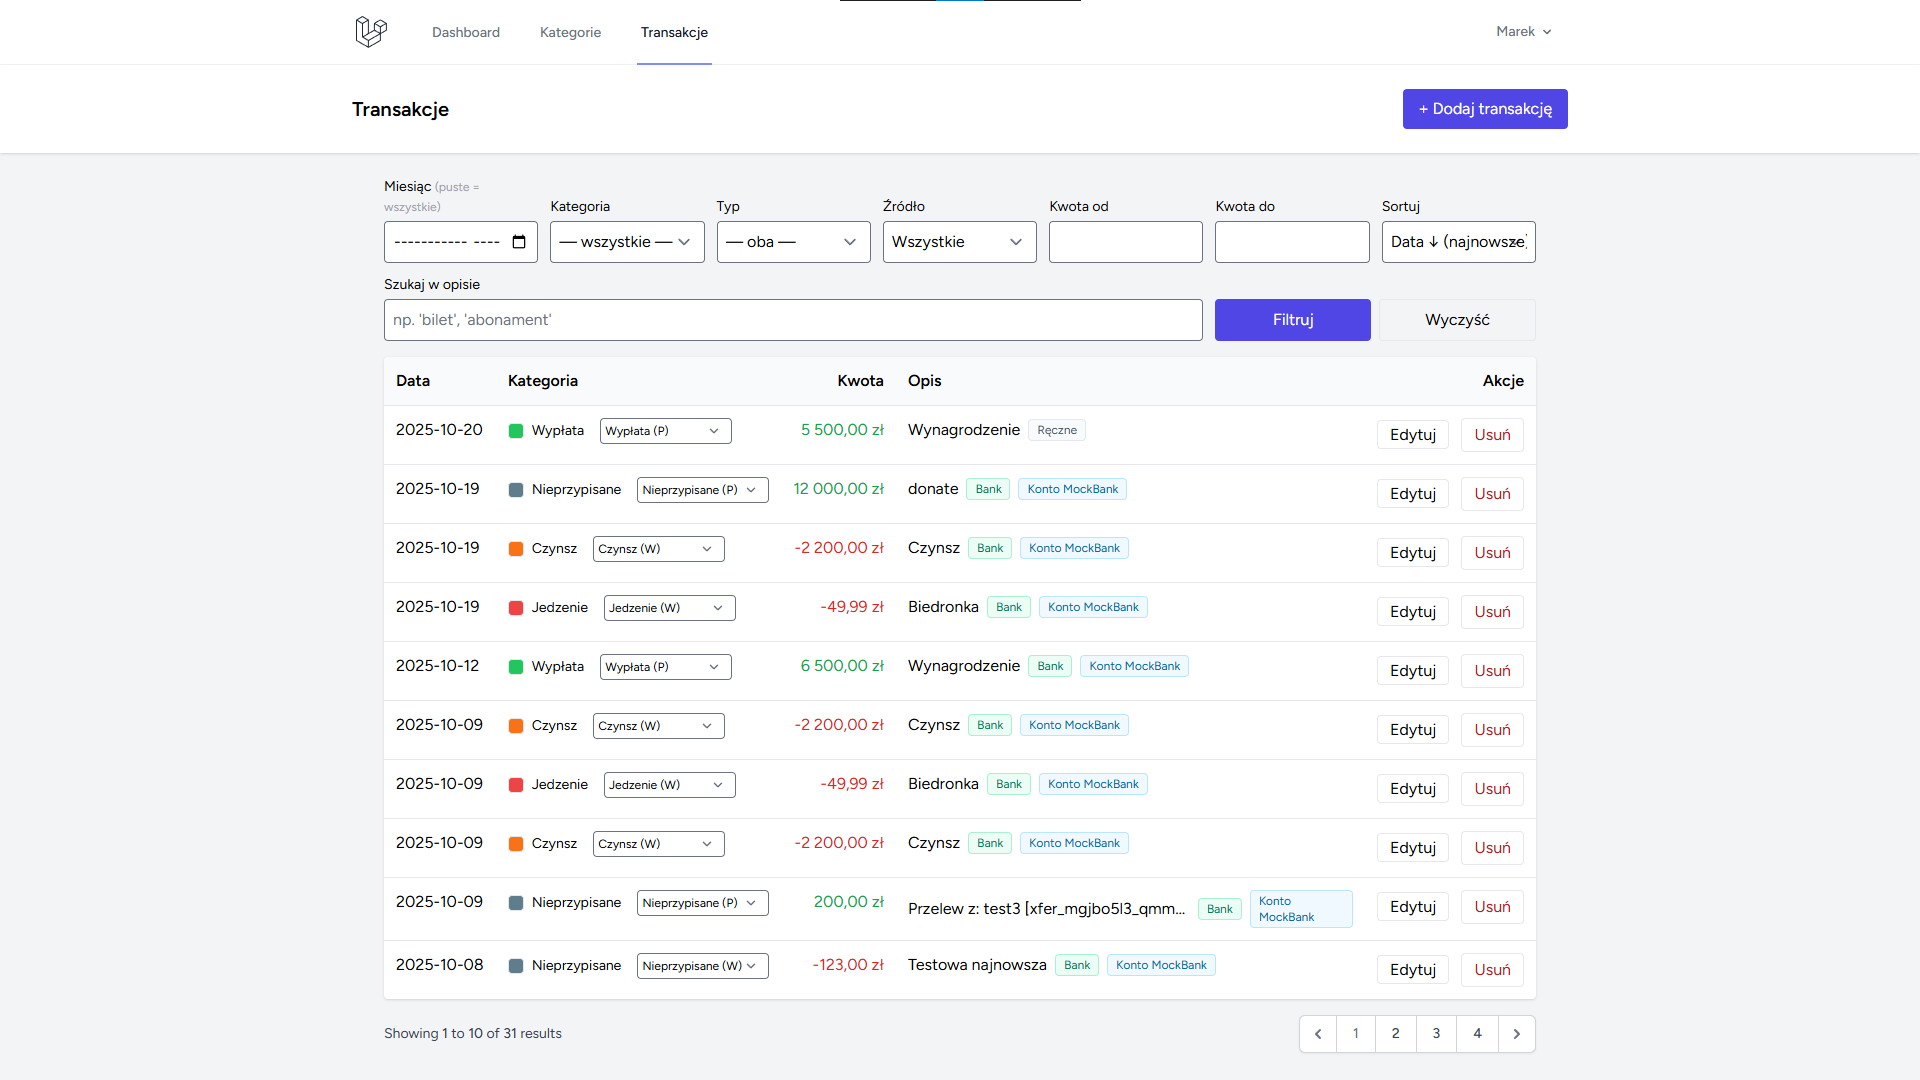 Dashboard Kategorie Transakcje Marek
Transakcje + Dodaj transakcję
Miesiąc (puste =
wszystkie) Kategoria Typ Źródło Kwota od Kwota do Sortuj
----------- ---- — wszystkie — — oba — Wszystkie Data ↓ (najnowsze)
Szukaj w opisie
np. 'bilet', 'abonament' Filtruj Wyczyść
Data Kategoria Kwota Opis Akcje
2025-10-20 Wypłata Wypłata (P) 5 500,00 zł Wynagrodzenie Ręczne Edytuj Usuń
2025-10-19 Nieprzypisane Nieprzypisane (P) 12 000,00 zł donate Bank Konto MockBank Edytuj Usuń
2025-10-19 Czynsz Czynsz (W) -2 200,00 zł Czynsz Bank Konto MockBank Edytuj Usuń
2025-10-19 Jedzenie Jedzenie (W) -49,99 zł Biedronka Bank Konto MockBank Edytuj Usuń
2025-10-12 Wypłata Wypłata (P) 6 500,00 zł Wynagrodzenie Bank Konto MockBank Edytuj Usuń
2025-10-09 Czynsz Czynsz (W) -2 200,00 zł Czynsz Bank Konto MockBank Edytuj Usuń
2025-10-09 Jedzenie Jedzenie (W) -49,99 zł Biedronka Bank Konto MockBank Edytuj Usuń
2025-10-09 Czynsz Czynsz (W) -2 200,00 zł Czynsz Bank Konto MockBank Edytuj Usuń
2025-10-09 Nieprzypisane Nieprzypisane (P) 200,00 zł Przelew z: test3 [xfer_mgjbo5l3_qmm... Bank Konto MockBank Edytuj Usuń
2025-10-08 Nieprzypisane Nieprzypisane (W) -123,00 zł Testowa najnowsza Bank Konto MockBank Edytuj Usuń
Showing 1 to 10 of 31 results 1 2 3 4